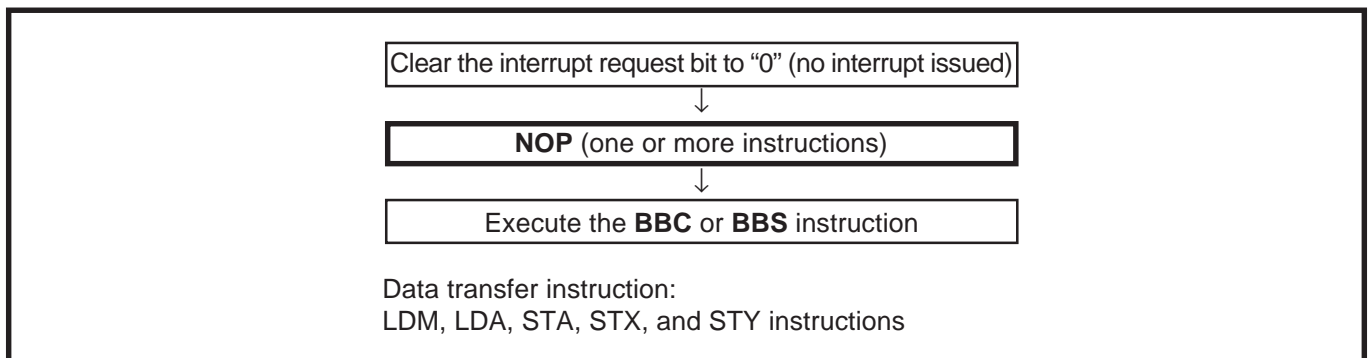 Clear the interrupt request bit to “0” (no interrupt issued)
↓
NOP (one or more instructions)
↓
Execute the BBC or BBS instruction
Data transfer instruction:
LDM, LDA, STA, STX, and STY instructions